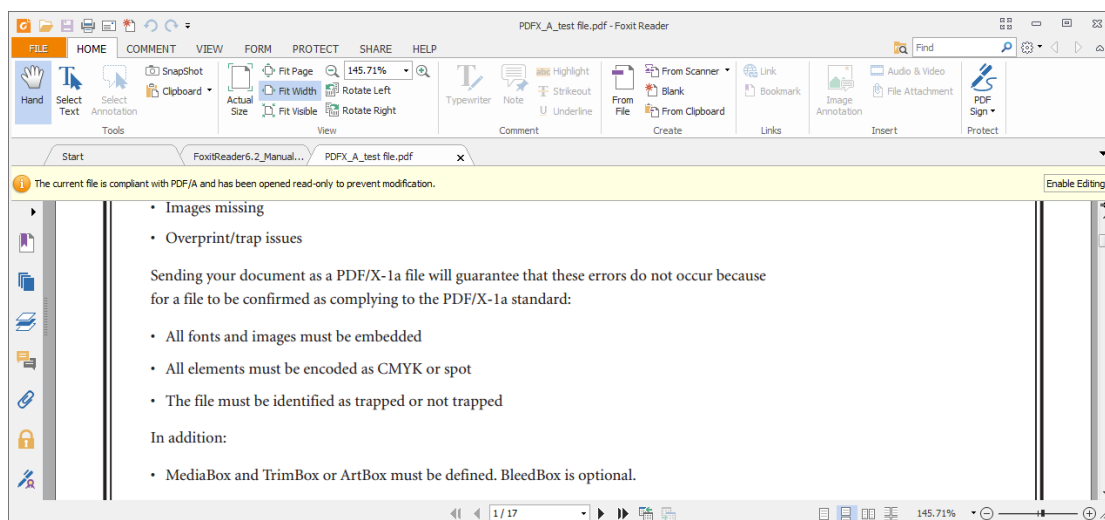 PDFX_A_test file.pdf - Foxit Reader
FILE HOME COMMENT VIEW FORM PROTECT SHARE HELP Find
Hand
Select Text
Select Annotation
SnapShot
Clipboard
Tools
Actual Size
Fit Page
Fit Width
Fit Visible
145.71%
Rotate Left
Rotate Right
View
Typewriter
Note
abc Highlight
T Strikeout
U Underline
Comment
From File
From Scanner
Blank
From Clipboard
Create
Link
Bookmark
Links
Image Annotation
Audio & Video
File Attachment
Insert
PDF Sign
Protect
Start FoxitReader6.2_Manual... PDFX_A_test file.pdf x
The current file is compliant with PDF/A and has been opened read-only to prevent modification. Enable Editing
• Images missing
• Overprint/trap issues
Sending your document as a PDF/X-1a file will guarantee that these errors do not occur because
for a file to be confirmed as complying to the PDF/X-1a standard:
• All fonts and images must be embedded
• All elements must be encoded as CMYK or spot
• The file must be identified as trapped or not trapped
In addition:
• MediaBox and TrimBox or ArtBox must be defined. BleedBox is optional.
1 / 17 145.71%